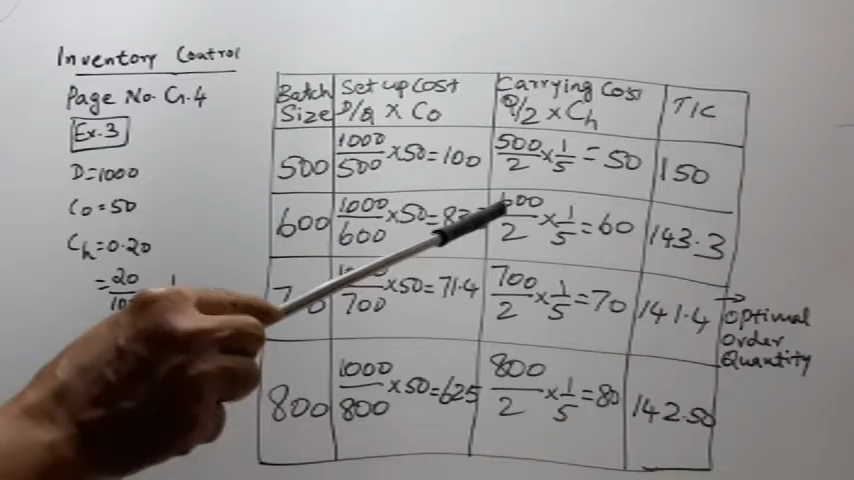 Inventory Control
Page No. G.4
Ex.3
D=1000
Co=50
Ch=0.20
=20
Batch Size | Set up Cost D/Q X Co | Carrying Cost Q/2 x Ch | TIC
500 | 1000/500 x50=100 | 500/2 x 1/5 = 50 | 150
600 | 1000/600 x50= | 600/2 x 1/5 =60 | 143.3
1000/700 x50=71.4 | 700/2 x 1/5 =70 | 141.4 → Optimal Order Quantity
800 | 1000/800 x50=625 | 800/2 x 1/5 =80 | 142.50